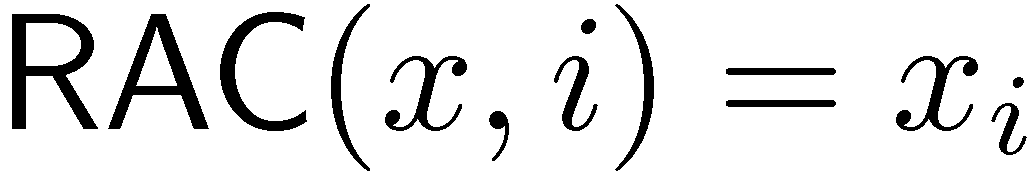 RAC(x, i) = x_i